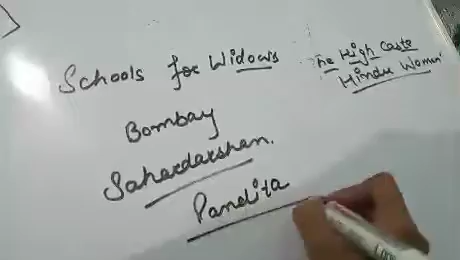 Schools for Widows
The High Caste
Hindu Women'
Bombay
Sahardarshan.
Pandita